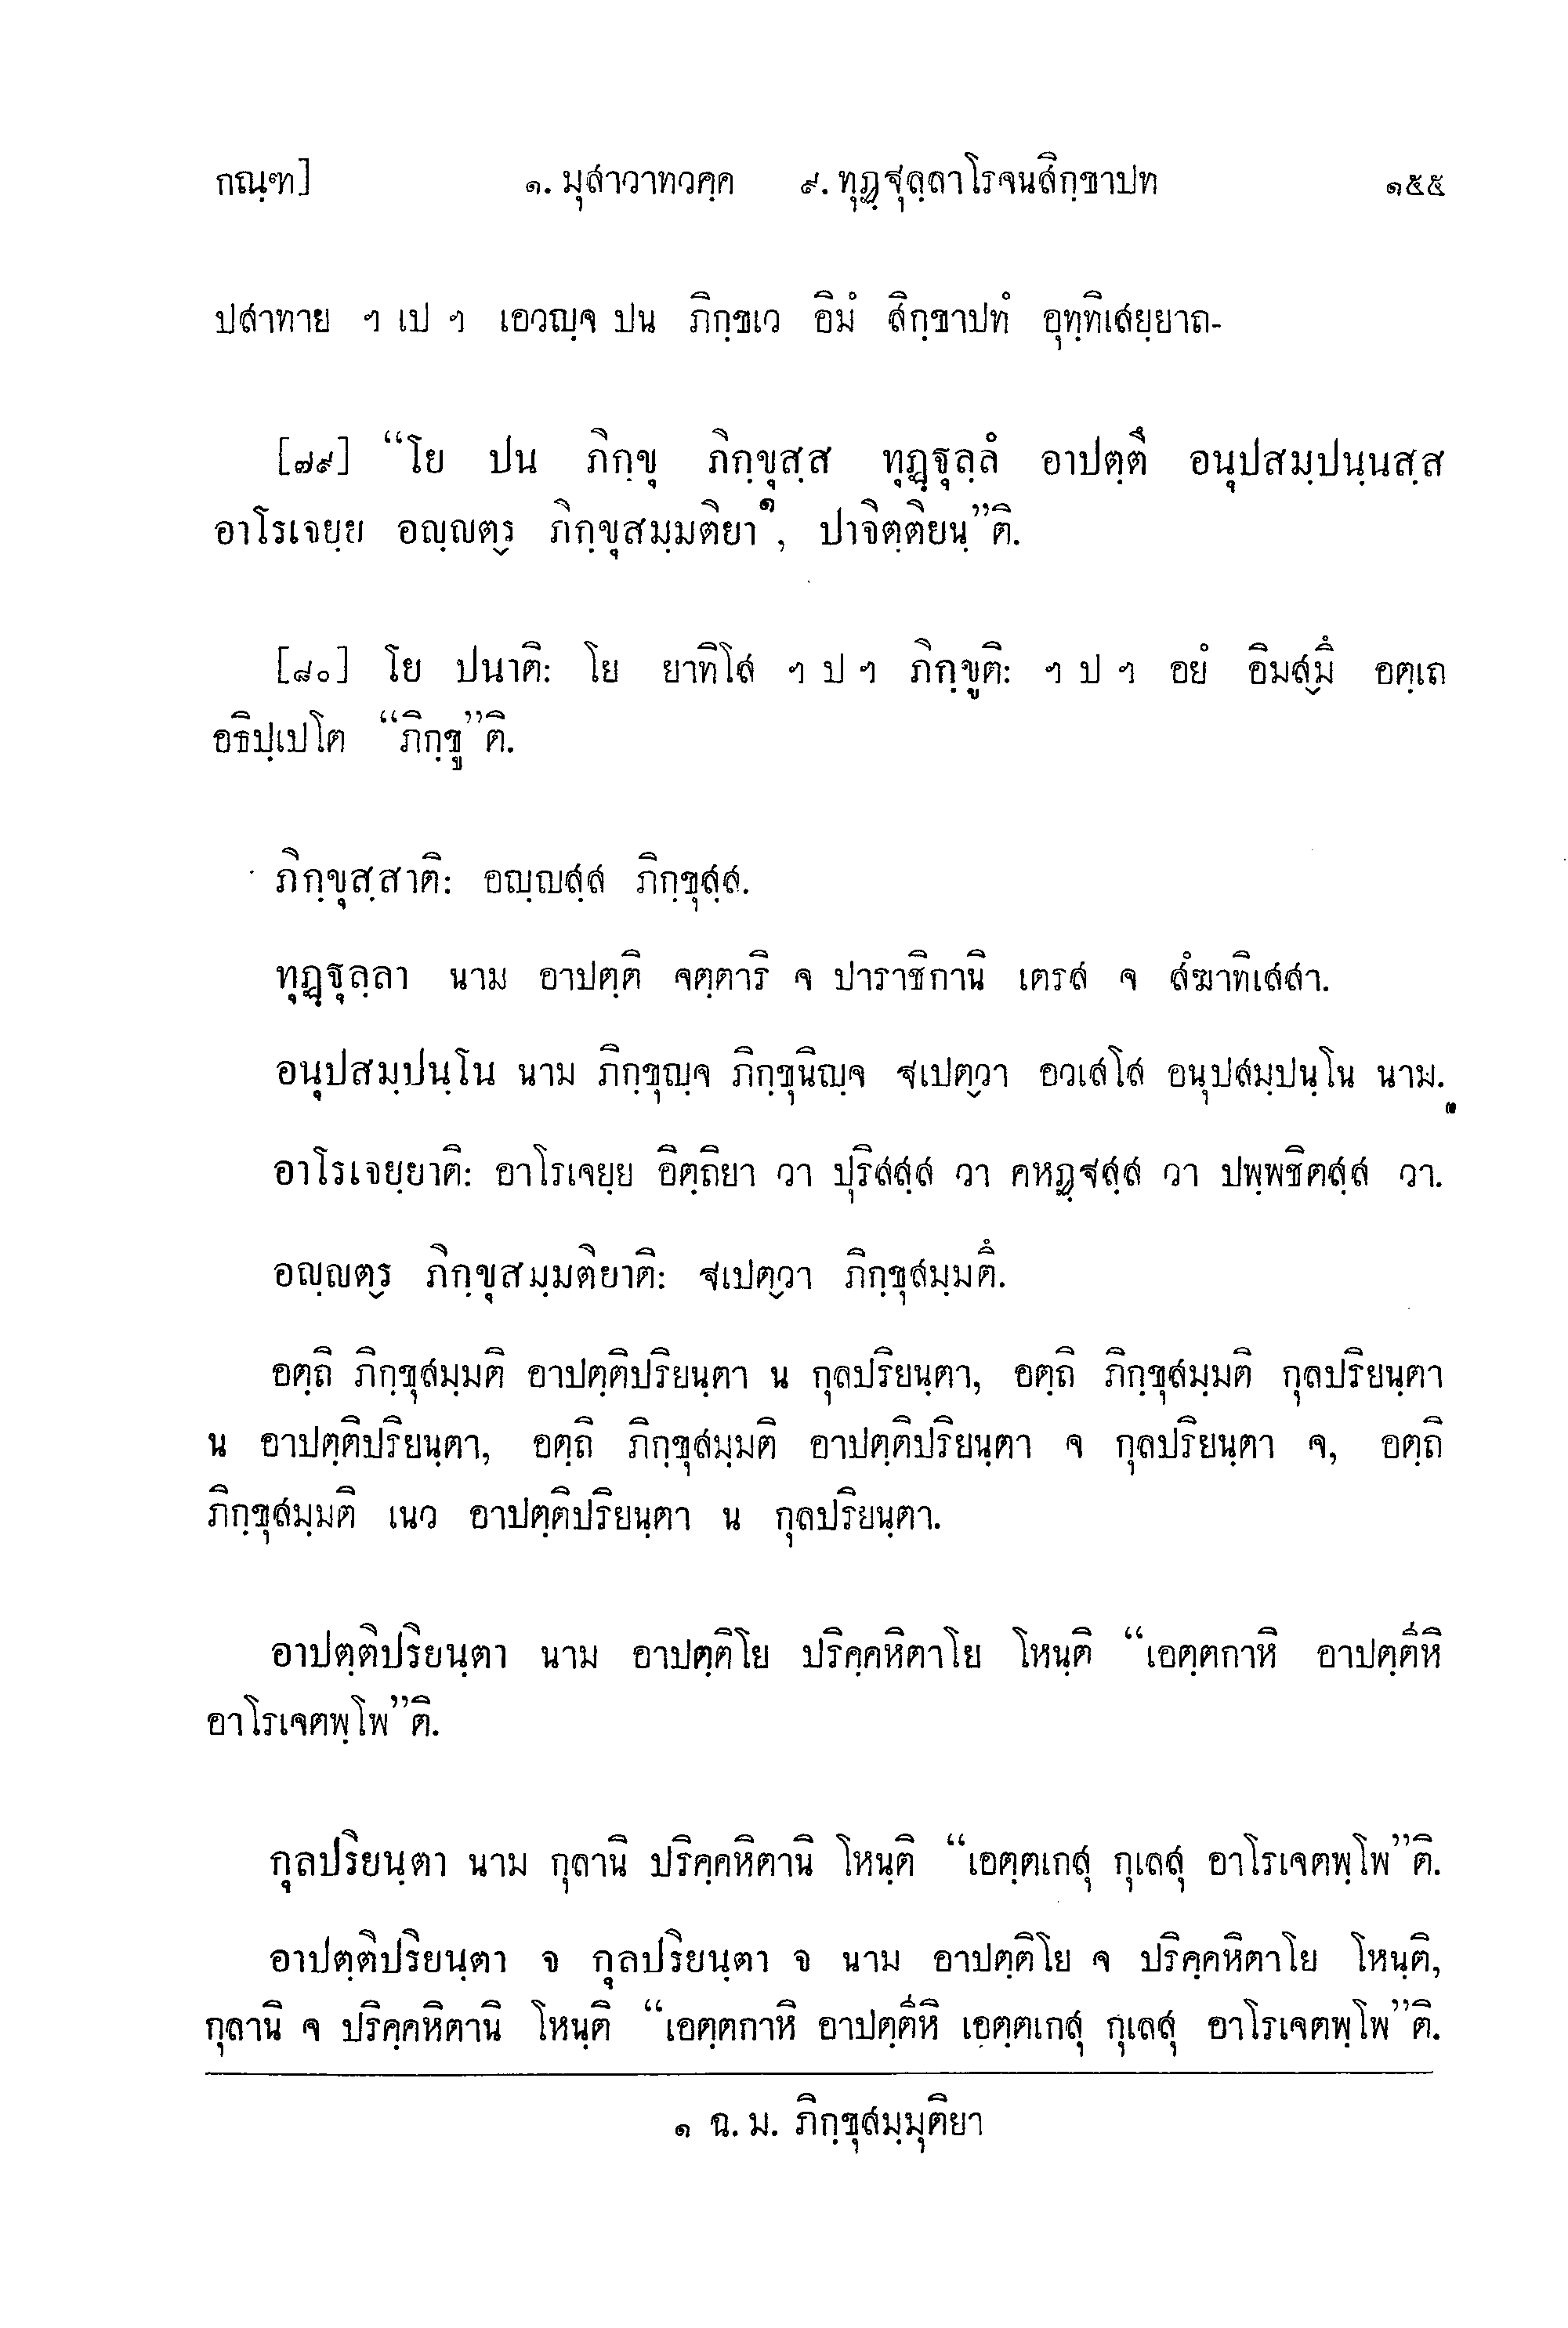 กณฺฑ] ๑. มุสาวาทวคฺค ๙. ทุฏฺฐุลฺลาโรจนสิกฺขาปท ๑๕๕
ปสาทาย ฯ เป ฯ เอวญฺจ ปน ภิกฺขเว อิมํ สิกฺขาปทํ อุทฺทิเสยฺยาถ-
[๗๙] “โย ปน ภิกฺขุ ภิกฺขุสฺส ทุฏฺฐุลฺลํ อาปตฺตึ อนุปสมฺปนฺนสฺส
อาโรเจยฺย อญฺญตฺร ภิกฺขุสมฺมติยา๑, ปาจิตฺติยนฺ”ติ.
[๘๐] โย ปนาติ: โย ยาทิโส ฯ ป ฯ ภิกฺขูติ: ฯ ป ฯ อยํ อิมสฺมึ อตฺเถ
อธิปฺเปโต “ภิกฺขู”ติ.
ภิกฺขุสฺสาติ: อญฺญสฺส ภิกฺขุสฺส.
ทุฏฺฐุลฺลา นาม อาปตฺติ จตฺตาริ จ ปาราชิกานิ เตรส จ สํฆาทิเสสา.
อนุปสมฺปนฺโน นาม ภิกฺขุญฺจ ภิกฺขุนิญฺจ ฐเปตฺวา อวเสโส อนุปสมฺปนฺโน นาม.
อาโรเจยฺยาติ: อาโรเจยฺย อิตฺถิยา วา ปุริสสฺส วา คหฏฺฐสฺส วา ปพฺพชิตสฺส วา.
อญฺญตฺร ภิกฺขุสมฺมติยาติ: ฐเปตฺวา ภิกฺขุสมฺมตึ.
อตฺถิ ภิกฺขุสมฺมติ อาปตฺติปริยนฺตา น กุลปริยนฺตา, อตฺถิ ภิกฺขุสมฺมติ กุลปริยนฺตา
น อาปตฺติปริยนฺตา, อตฺถิ ภิกฺขุสมฺมติ อาปตฺติปริยนฺตา จ กุลปริยนฺตา จ, อตฺถิ
ภิกฺขุสมฺมติ เนว อาปตฺติปริยนฺตา น กุลปริยนฺตา.
อาปตฺติปริยนฺตา นาม อาปตฺติโย ปริคฺคหิตาโย โหนฺติ “เอตฺตกาหิ อาปตฺตีหิ
อาโรเจตพฺโพ”ติ.
กุลปริยนฺตา นาม กุลานิ ปริคฺคหิตานิ โหนฺติ “เอตฺตเกสุ กุเลสุ อาโรเจตพฺโพ”ติ.
อาปตฺติปริยนฺตา จ กุลปริยนฺตา จ นาม อาปตฺติโย จ ปริคฺคหิตาโย โหนฺติ,
กุลานิ จ ปริคฺคหิตานิ โหนฺติ “เอตฺตกาหิ อาปตฺตีหิ เอตฺตเกสุ กุเลสุ อาโรเจตพฺโพ”ติ.
๑ ฉ. ม. ภิกฺขุสมฺมุติยา